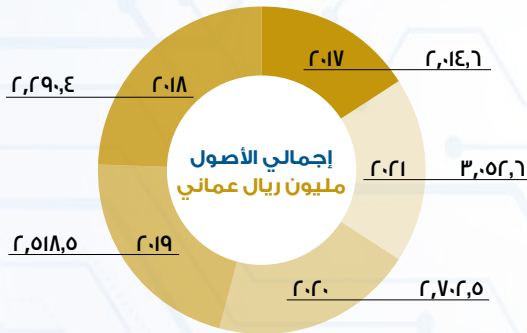 ٢٠١٧ ٢,٠١٤,٦
٢٠١٨ ٢,٢٩٠,٤
إجمالي الأصول
مليون ريال عماني
٢٠٢١ ٣,٠٥٢,٦
٢٠١٩ ٢,٥١٨,٥
٢٠٢٠ ٢,٧٠٢,٥